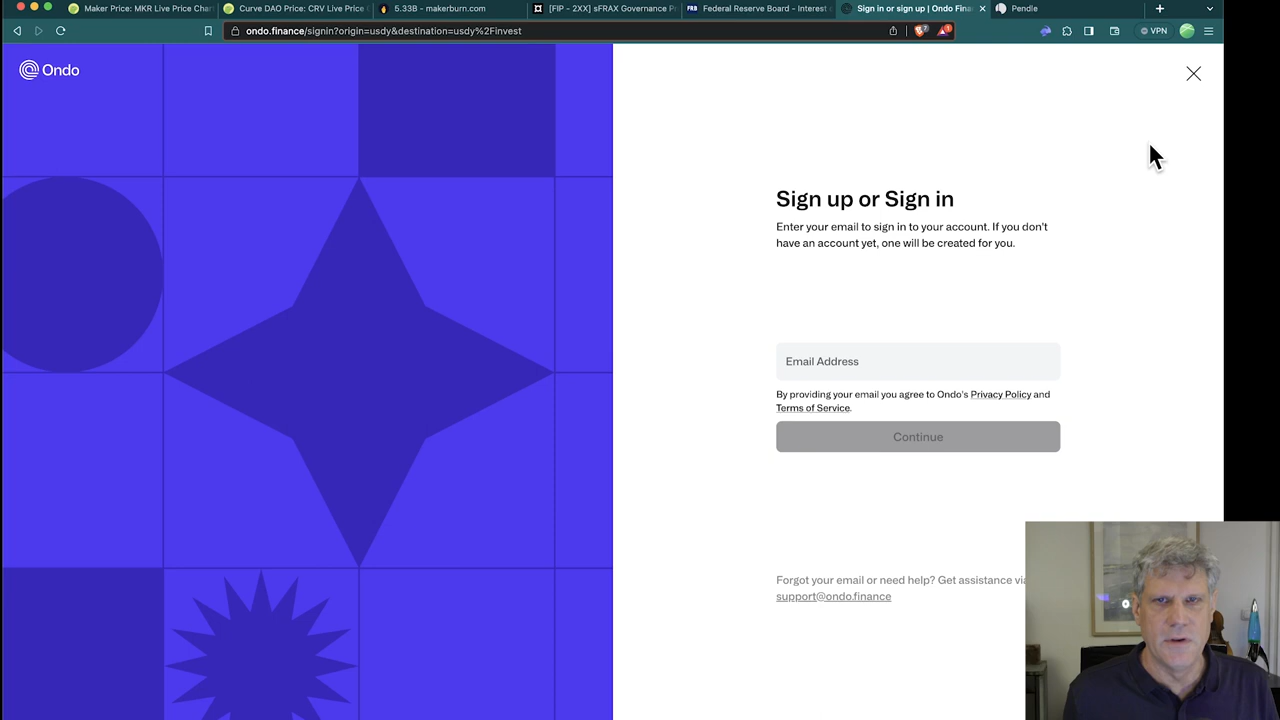 Maker Price: MKR Live Price Char
Curve DAO Price: CRV Live Price
5.33B - makerburn.com
[FIP - 2XX] sFRAX Governance Pr
FRB
Federal Reserve Board - Interest
Sign in or sign up | Ondo Fina
Pendle
ondo.finance/signin?origin=usdy&destination=usdy%2Finvest
VPN
Ondo
Sign up or Sign in
Enter your email to sign in to your account. If you don't
have an account yet, one will be created for you.
Email Address
By providing your email you agree to Ondo's Privacy Policy and
Terms of Service.
Continue
Forgot your email or need help? Get assistance via
support@ondo.finance